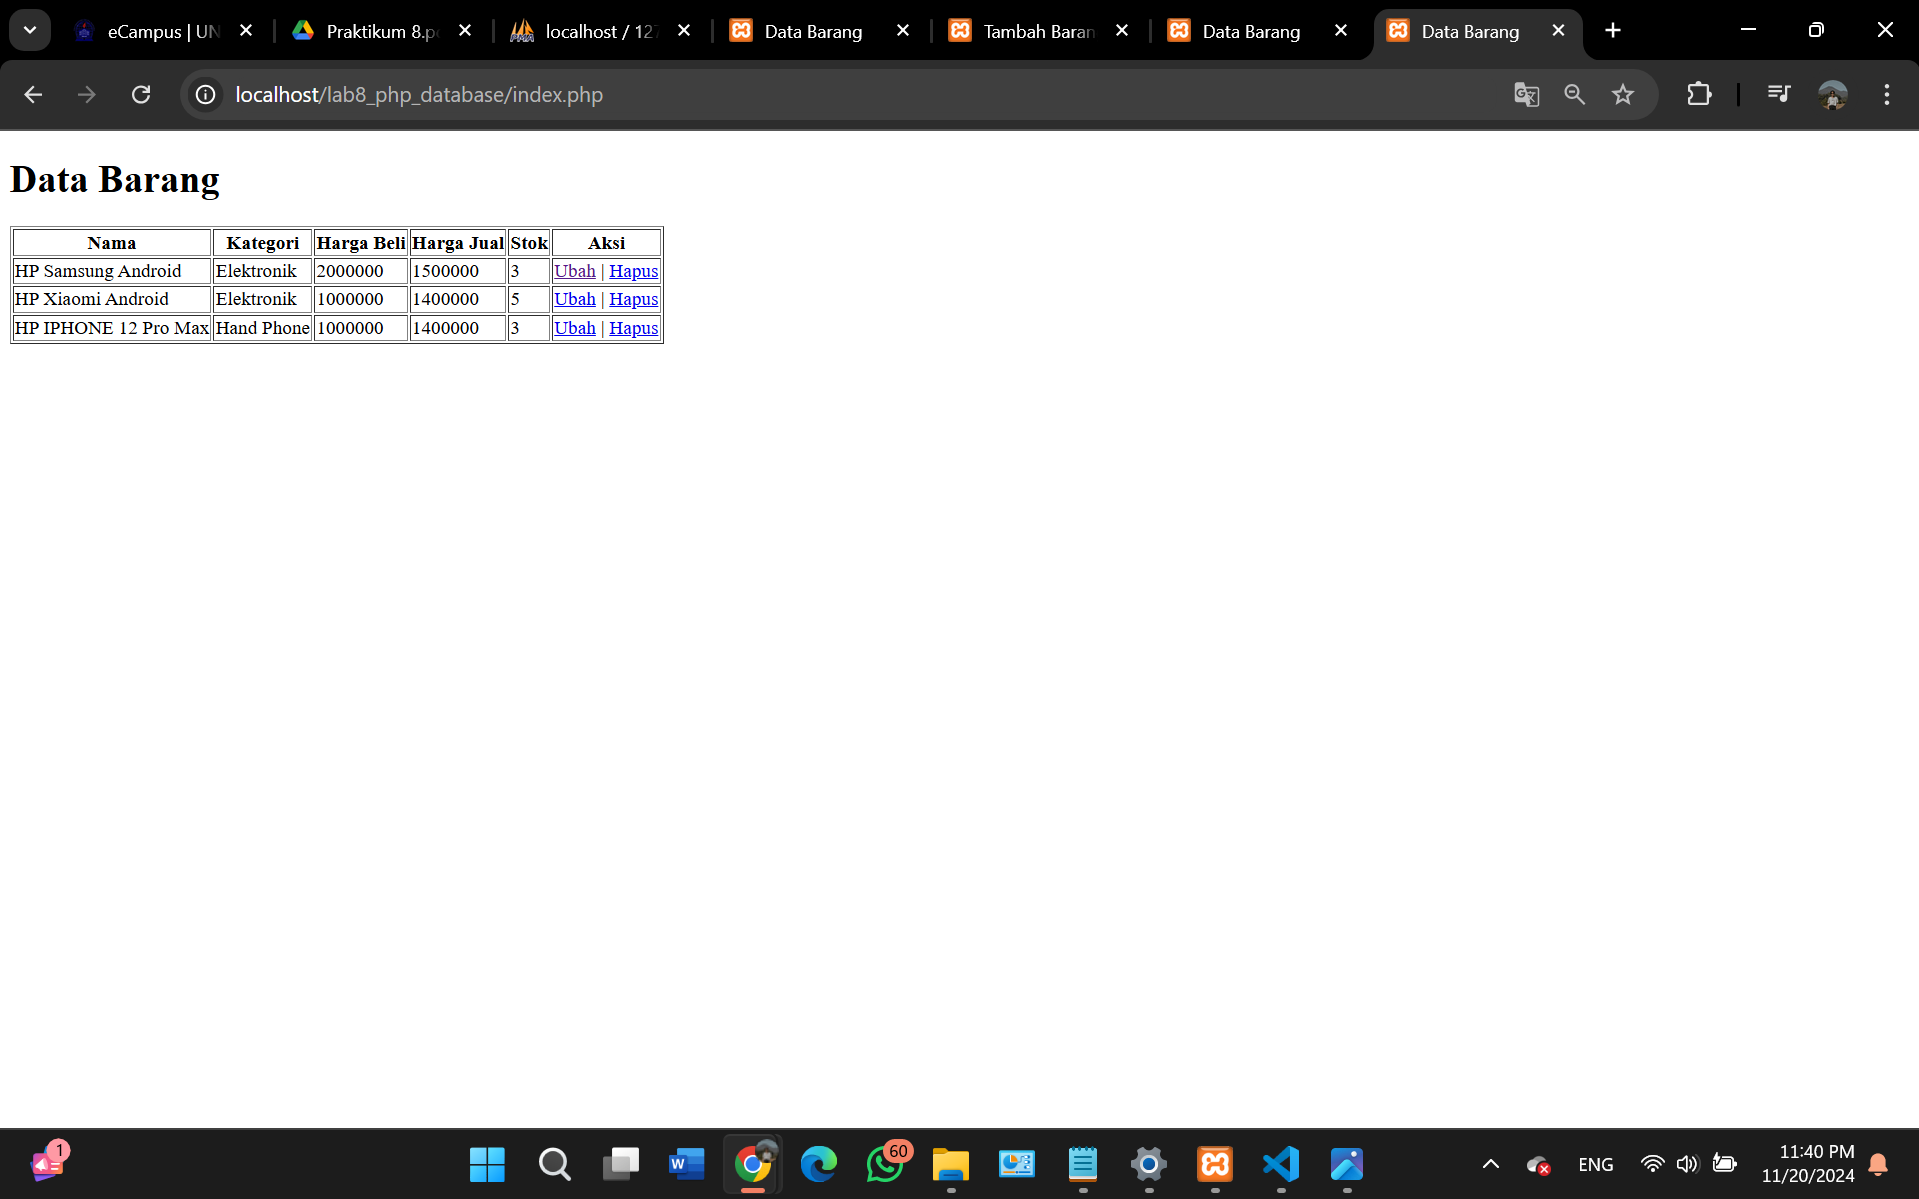 eCampus | UN
Praktikum 8.p
localhost / 127
Data Barang
Tambah Baran
Data Barang
Data Barang
localhost/lab8_php_database/index.php
Data Barang
Nama Kategori Harga Beli Harga Jual Stok Aksi
HP Samsung Android Elektronik 2000000 1500000 3 Ubah | Hapus
HP Xiaomi Android Elektronik 1000000 1400000 5 Ubah | Hapus
HP IPHONE 12 Pro Max Hand Phone 1000000 1400000 3 Ubah | Hapus
1
60
ENG
11:40 PM
11/20/2024